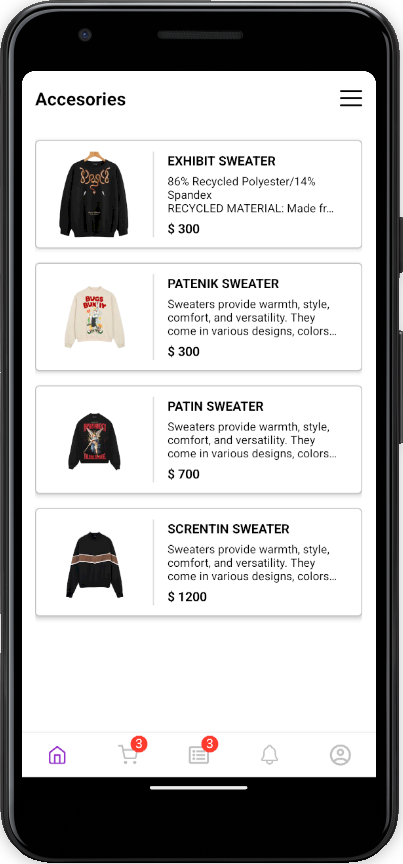 Accesories
EXHIBIT SWEATER
86% Recycled Polyester/14%
Spandex
RECYCLED MATERIAL: Made fr...
$ 300
BUGS
BUNNY
PATENIK SWEATER
Sweaters provide warmth, style,
comfort, and versatility. They
come in various designs, colors...
$ 300
PATIN SWEATER
Sweaters provide warmth, style,
comfort, and versatility. They
come in various designs, colors...
$ 700
SCRENTIN SWEATER
Sweaters provide warmth, style,
comfort, and versatility. They
come in various designs, colors...
$ 1200
3
3